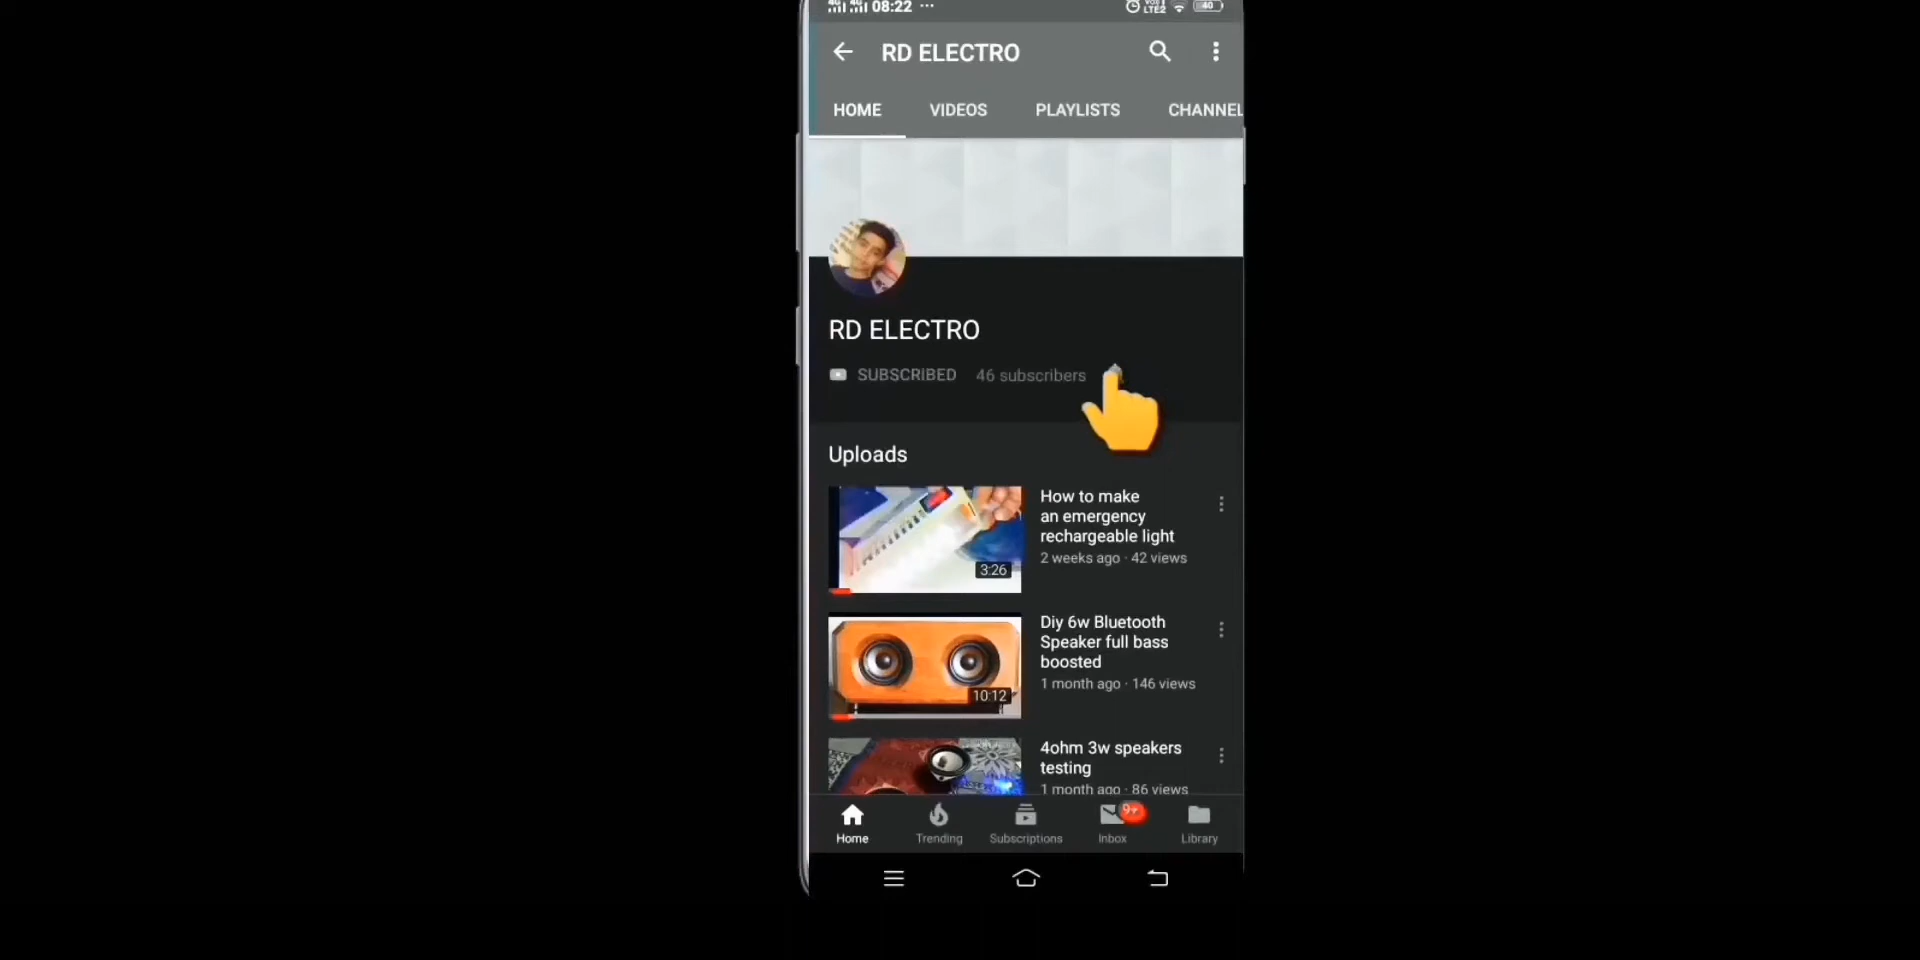 08:22 ...
LTE2 40
RD ELECTRO
HOME VIDEOS PLAYLISTS CHANNEL
RD ELECTRO
SUBSCRIBED 46 subscribers
Uploads
How to make
an emergency
rechargeable light
2 weeks ago · 42 views
3:26
Diy 6w Bluetooth
Speaker full bass
boosted
1 month ago · 146 views
10:12
4ohm 3w speakers
testing
1 month ago · 86 views
9+
Home Trending Subscriptions Inbox Library